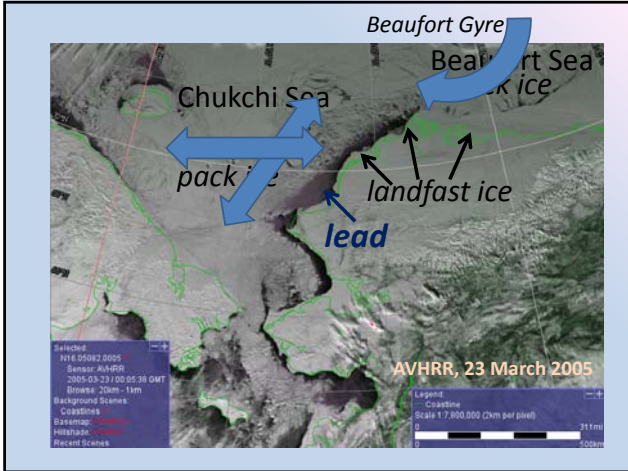 Beaufort Gyre
Beaufort Sea
Chukchi Sea
pack ice
landfast ice
lead
AVHRR, 23 March 2005
Selected:
N16.05082.0005
Sensor: AVHRR
2005-03-23 / 00:05:38 GMT
Browse: 20km - 1km
Background Scenes:
Coastlines
Basemap:
Hillshade:
Recent Scenes
Legend:
Coastline
Scale 1:7,800,000 (2km per pixel)
0 311mi
0 500km